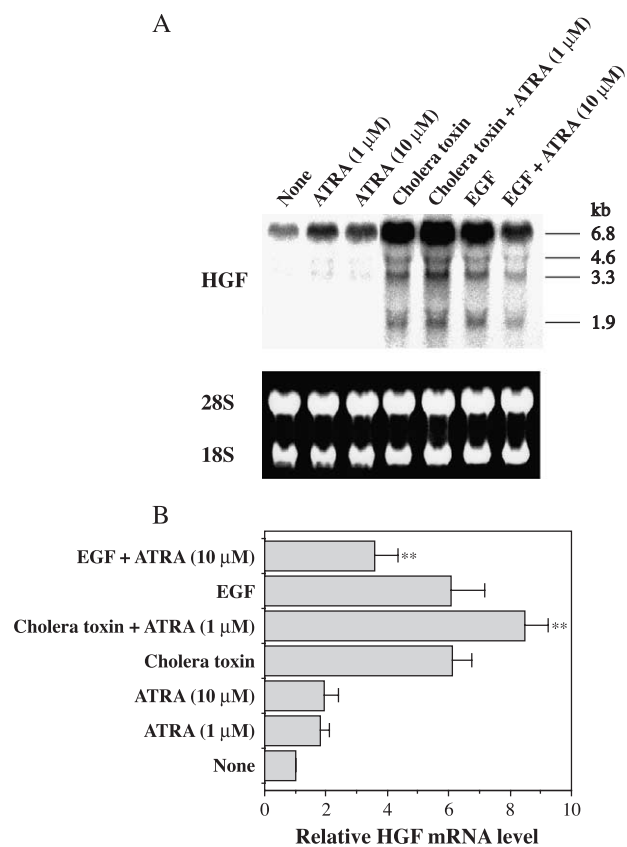 A
None
ATRA (1 μM)
ATRA (10 μM)
Cholera toxin
Cholera toxin + ATRA (1 μM)
EGF
EGF + ATRA (10 μM)
kb
6.8
4.6
HGF
3.3
1.9
28S
18S
B
EGF + ATRA (10 μM)
**
EGF
Cholera toxin + ATRA (1 μM)
**
Cholera toxin
ATRA (10 μM)
ATRA (1 μM)
None
0 2 4 6 8 10
Relative HGF mRNA level